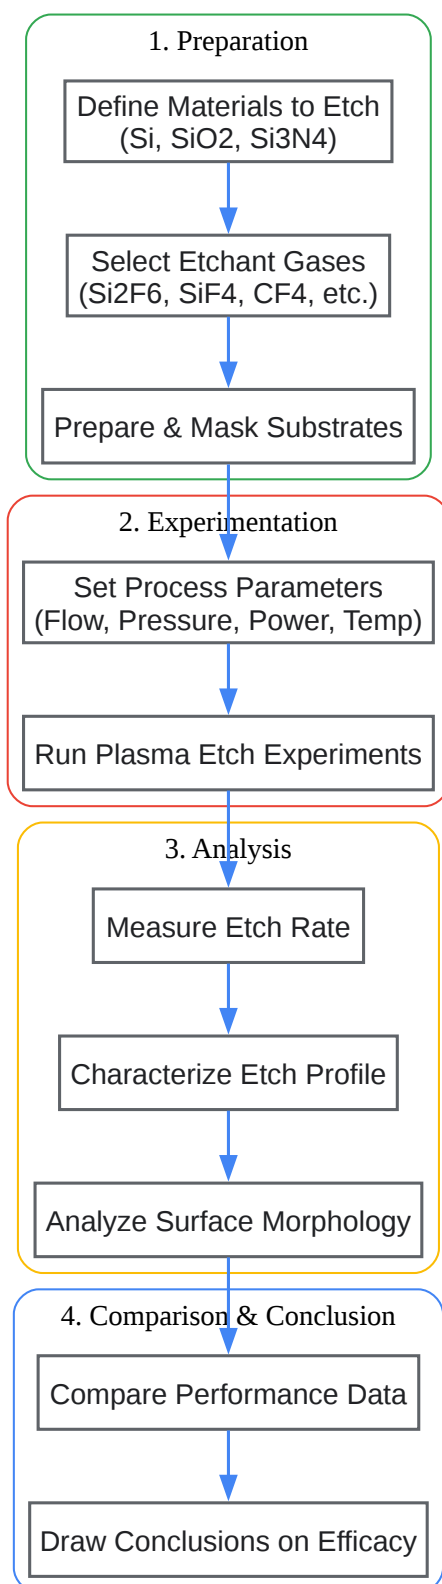 1. Preparation
Define Materials to Etch
(Si, SiO2, Si3N4)
Select Etchant Gases
(Si2F6, SiF4, CF4, etc.)
Prepare & Mask Substrates
2. Experimentation
Set Process Parameters
(Flow, Pressure, Power, Temp)
Run Plasma Etch Experiments
3. Analysis
Measure Etch Rate
Characterize Etch Profile
Analyze Surface Morphology
4. Comparison & Conclusion
Compare Performance Data
Draw Conclusions on Efficacy